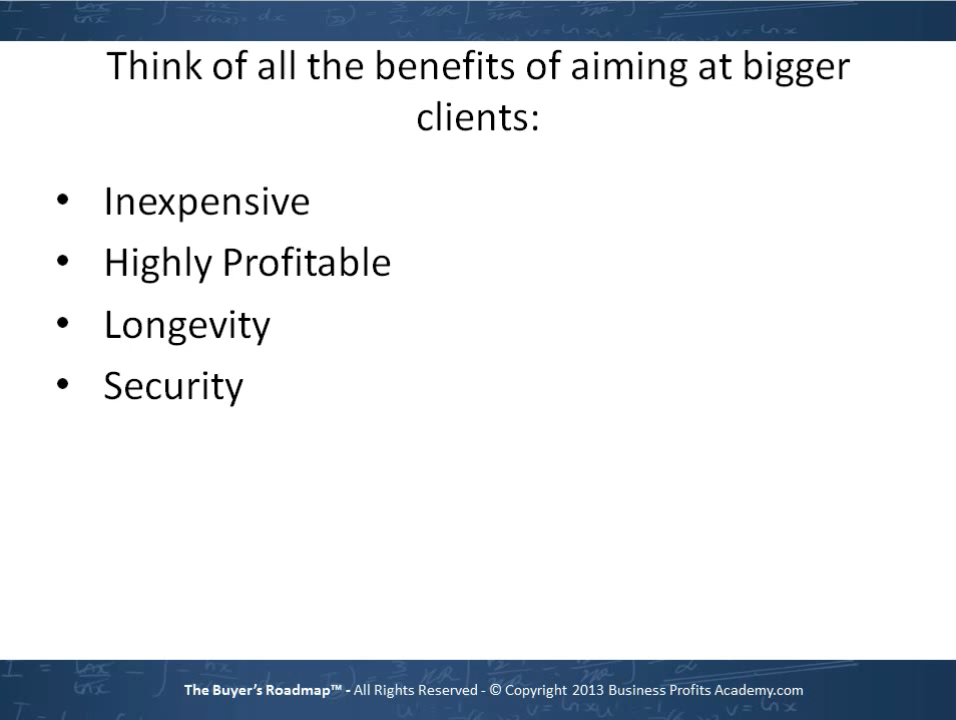 Think of all the benefits of aiming at bigger
clients:
• Inexpensive
• Highly Profitable
• Longevity
• Security
The Buyer's Roadmap™ - All Rights Reserved - © Copyright 2013 Business Profits Academy.com